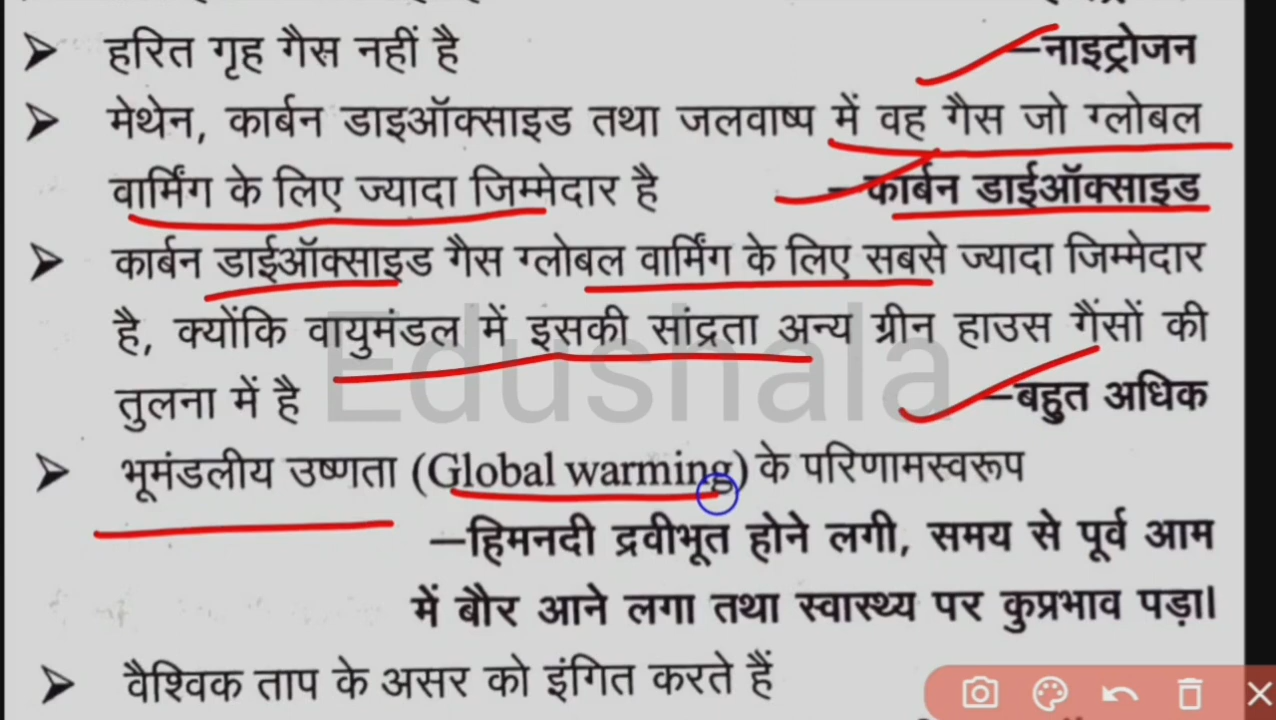 हरित गृह गैस नहीं है –नाइट्रोजन
मेथेन, कार्बन डाइऑक्साइड तथा जलवाष्प में वह गैस जो ग्लोबल
वार्मिंग के लिए ज्यादा जिम्मेदार है –कार्बन डाईऑक्साइड
कार्बन डाईऑक्साइड गैस ग्लोबल वार्मिंग के लिए सबसे ज्यादा जिम्मेदार
है, क्योंकि वायुमंडल में इसकी सांद्रता अन्य ग्रीन हाउस गैंसों की
Edushala
तुलना में है –बहुत अधिक
भूमंडलीय उष्णता (Global warming) के परिणामस्वरूप
–हिमनदी द्रवीभूत होने लगी, समय से पूर्व आम
में बौर आने लगा तथा स्वास्थ्य पर कुप्रभाव पड़ा।
वैश्विक ताप के असर को इंगित करते हैं